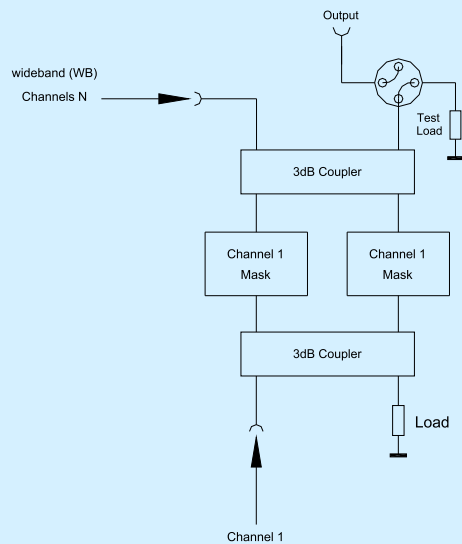 Output
wideband (WB)
Channels N
Test
Load
3dB Coupler
Channel 1
Mask
Channel 1
Mask
3dB Coupler
Load
Channel 1